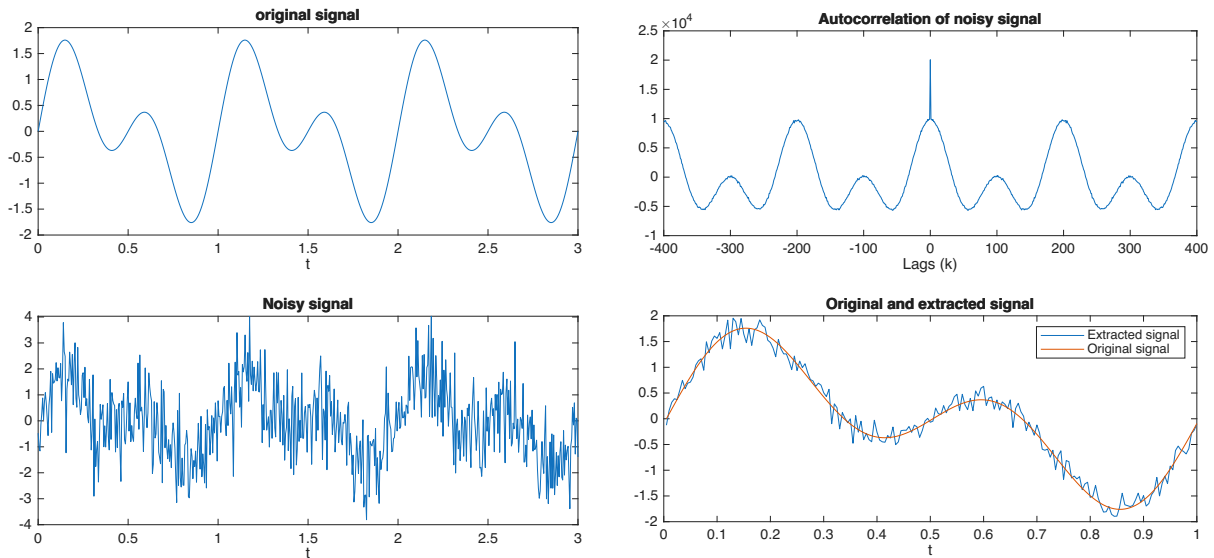 original signal
2
1.5
1
0.5
0
-0.5
-1
-1.5
-2
0 0.5 1 1.5 2 2.5 3
t
Autocorrelation of noisy signal
×10⁴
2.5
2
1.5
1
0.5
0
-0.5
-1
-400 -300 -200 -100 0 100 200 300 400
Lags (k)
Noisy signal
4
3
2
1
0
-1
-2
-3
-4
0 0.5 1 1.5 2 2.5 3
t
Original and extracted signal
2
1.5
1
0.5
0
-0.5
-1
-1.5
-2
Extracted signal
Original signal
0 0.1 0.2 0.3 0.4 0.5 0.6 0.7 0.8 0.9 1
t